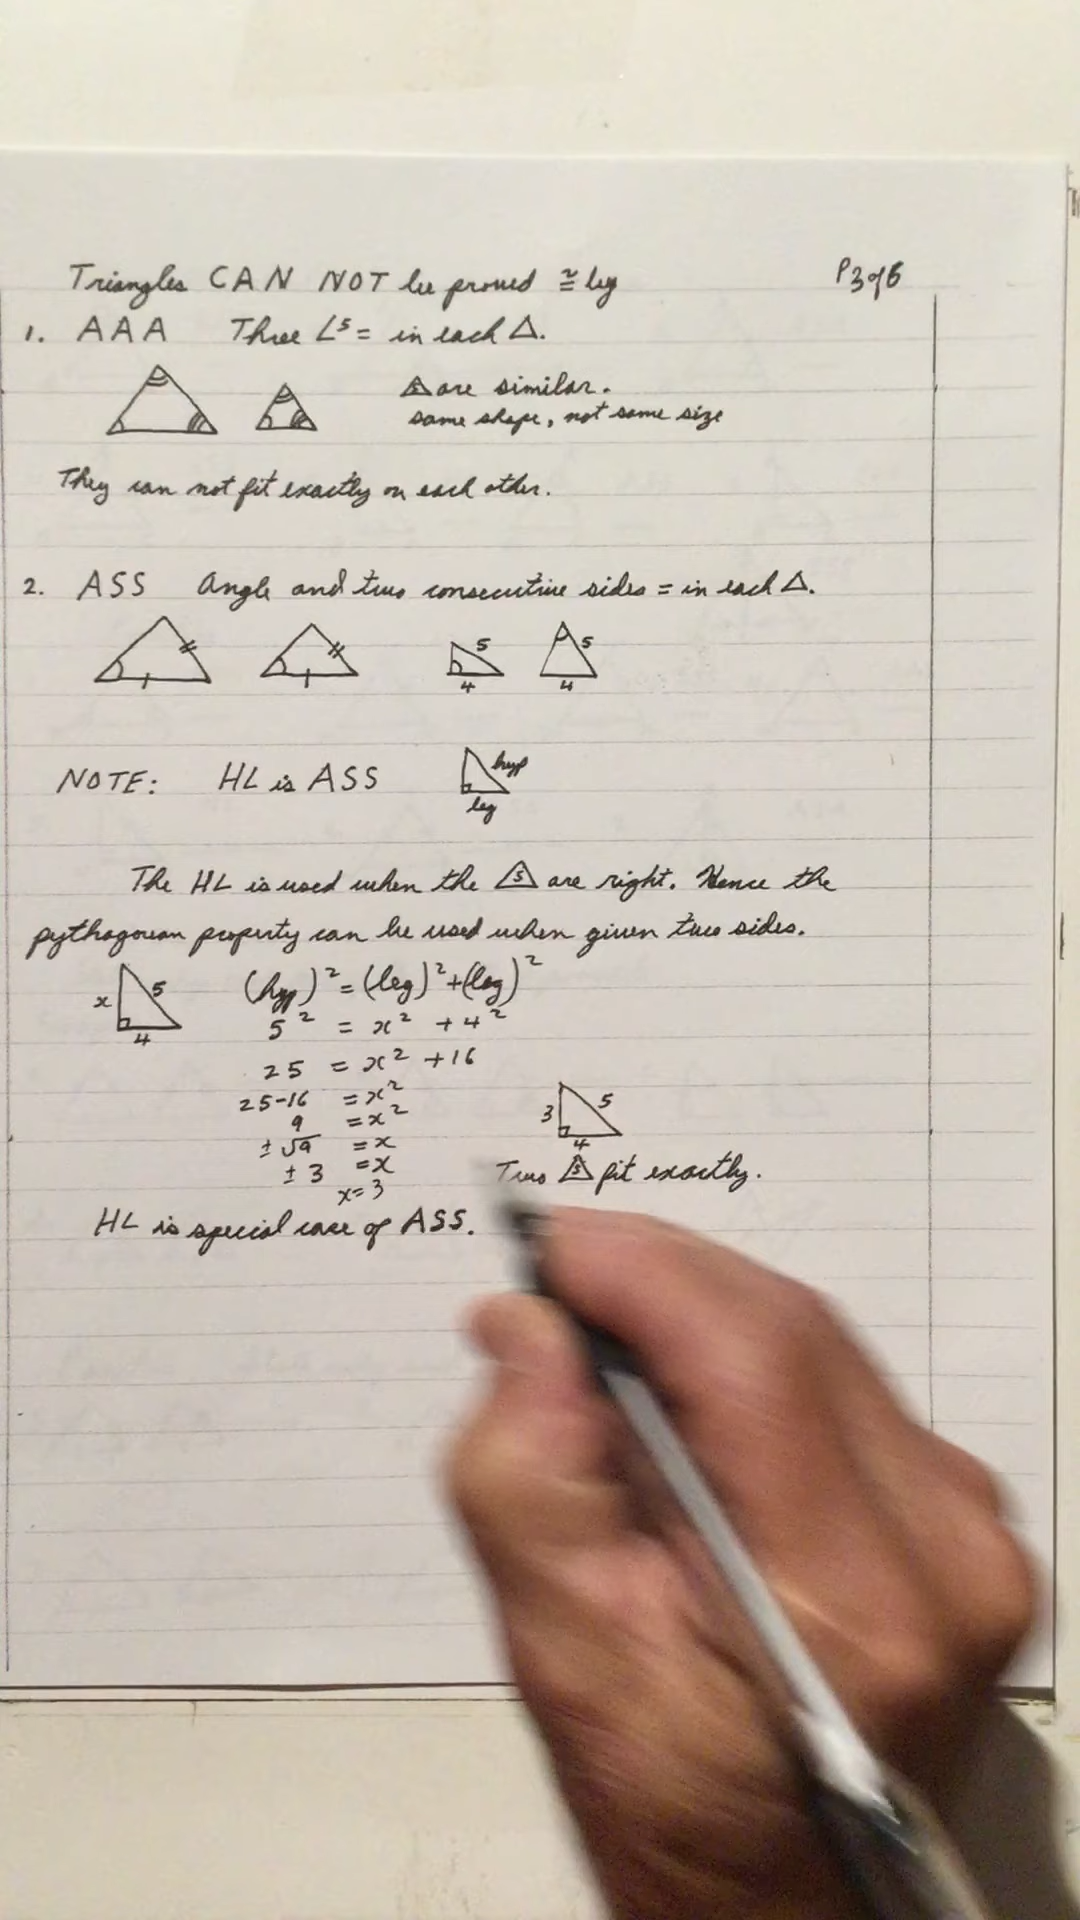 Triangles CAN NOT be proved ≅ by
P3of6
1. AAA Three ∠s = in each △.
△s are similar.
same shape, not same size
They can not fit exactly on each other.
2. ASS Angle and two consecutive sides = in each △.
5
4
5
4
NOTE: HL is ASS
hyp
leg
The HL is used when the △s are right. Hence the
pythagorean property can be used when given two sides.
x
5
4
(hyp)² = (leg)² + (leg)²
5² = x² + 4²
25 = x² + 16
25-16 = x²
9 = x²
± √9 = x
± 3 = x
x = 3
3
5
4
Two △s fit exactly.
HL is special case of ASS.